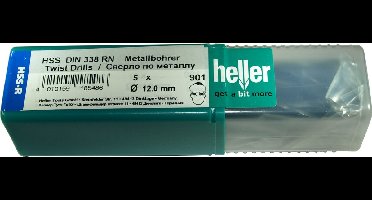 HSS-R
HSS DIN 338 RN Metallbohrer
Twist Drills / Сверло по металлу
5 x 901
Ø 12.0 mm
heller
get a bit more